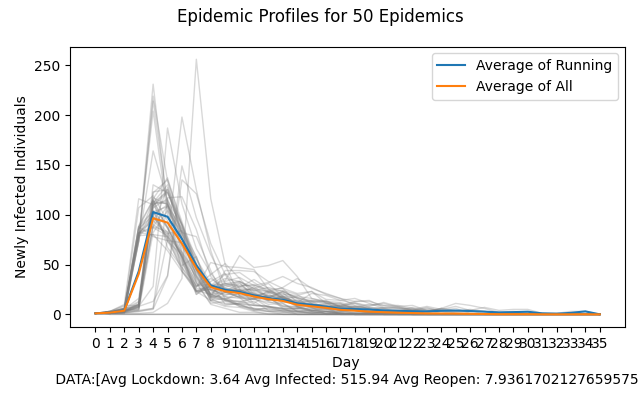 Epidemic Profiles for 50 Epidemics
250
200
150
100
50
0
Newly Infected Individuals
Average of Running
Average of All
0 1 2 3 4 5 6 7 8 9 10 11 12 13 14 15 16 17 18 19 20 21 22 23 24 25 26 27 28 29 30 31 32 33 34 35
Day
DATA:[Avg Lockdown: 3.64 Avg Infected: 515.94 Avg Reopen: 7.9361702127659575